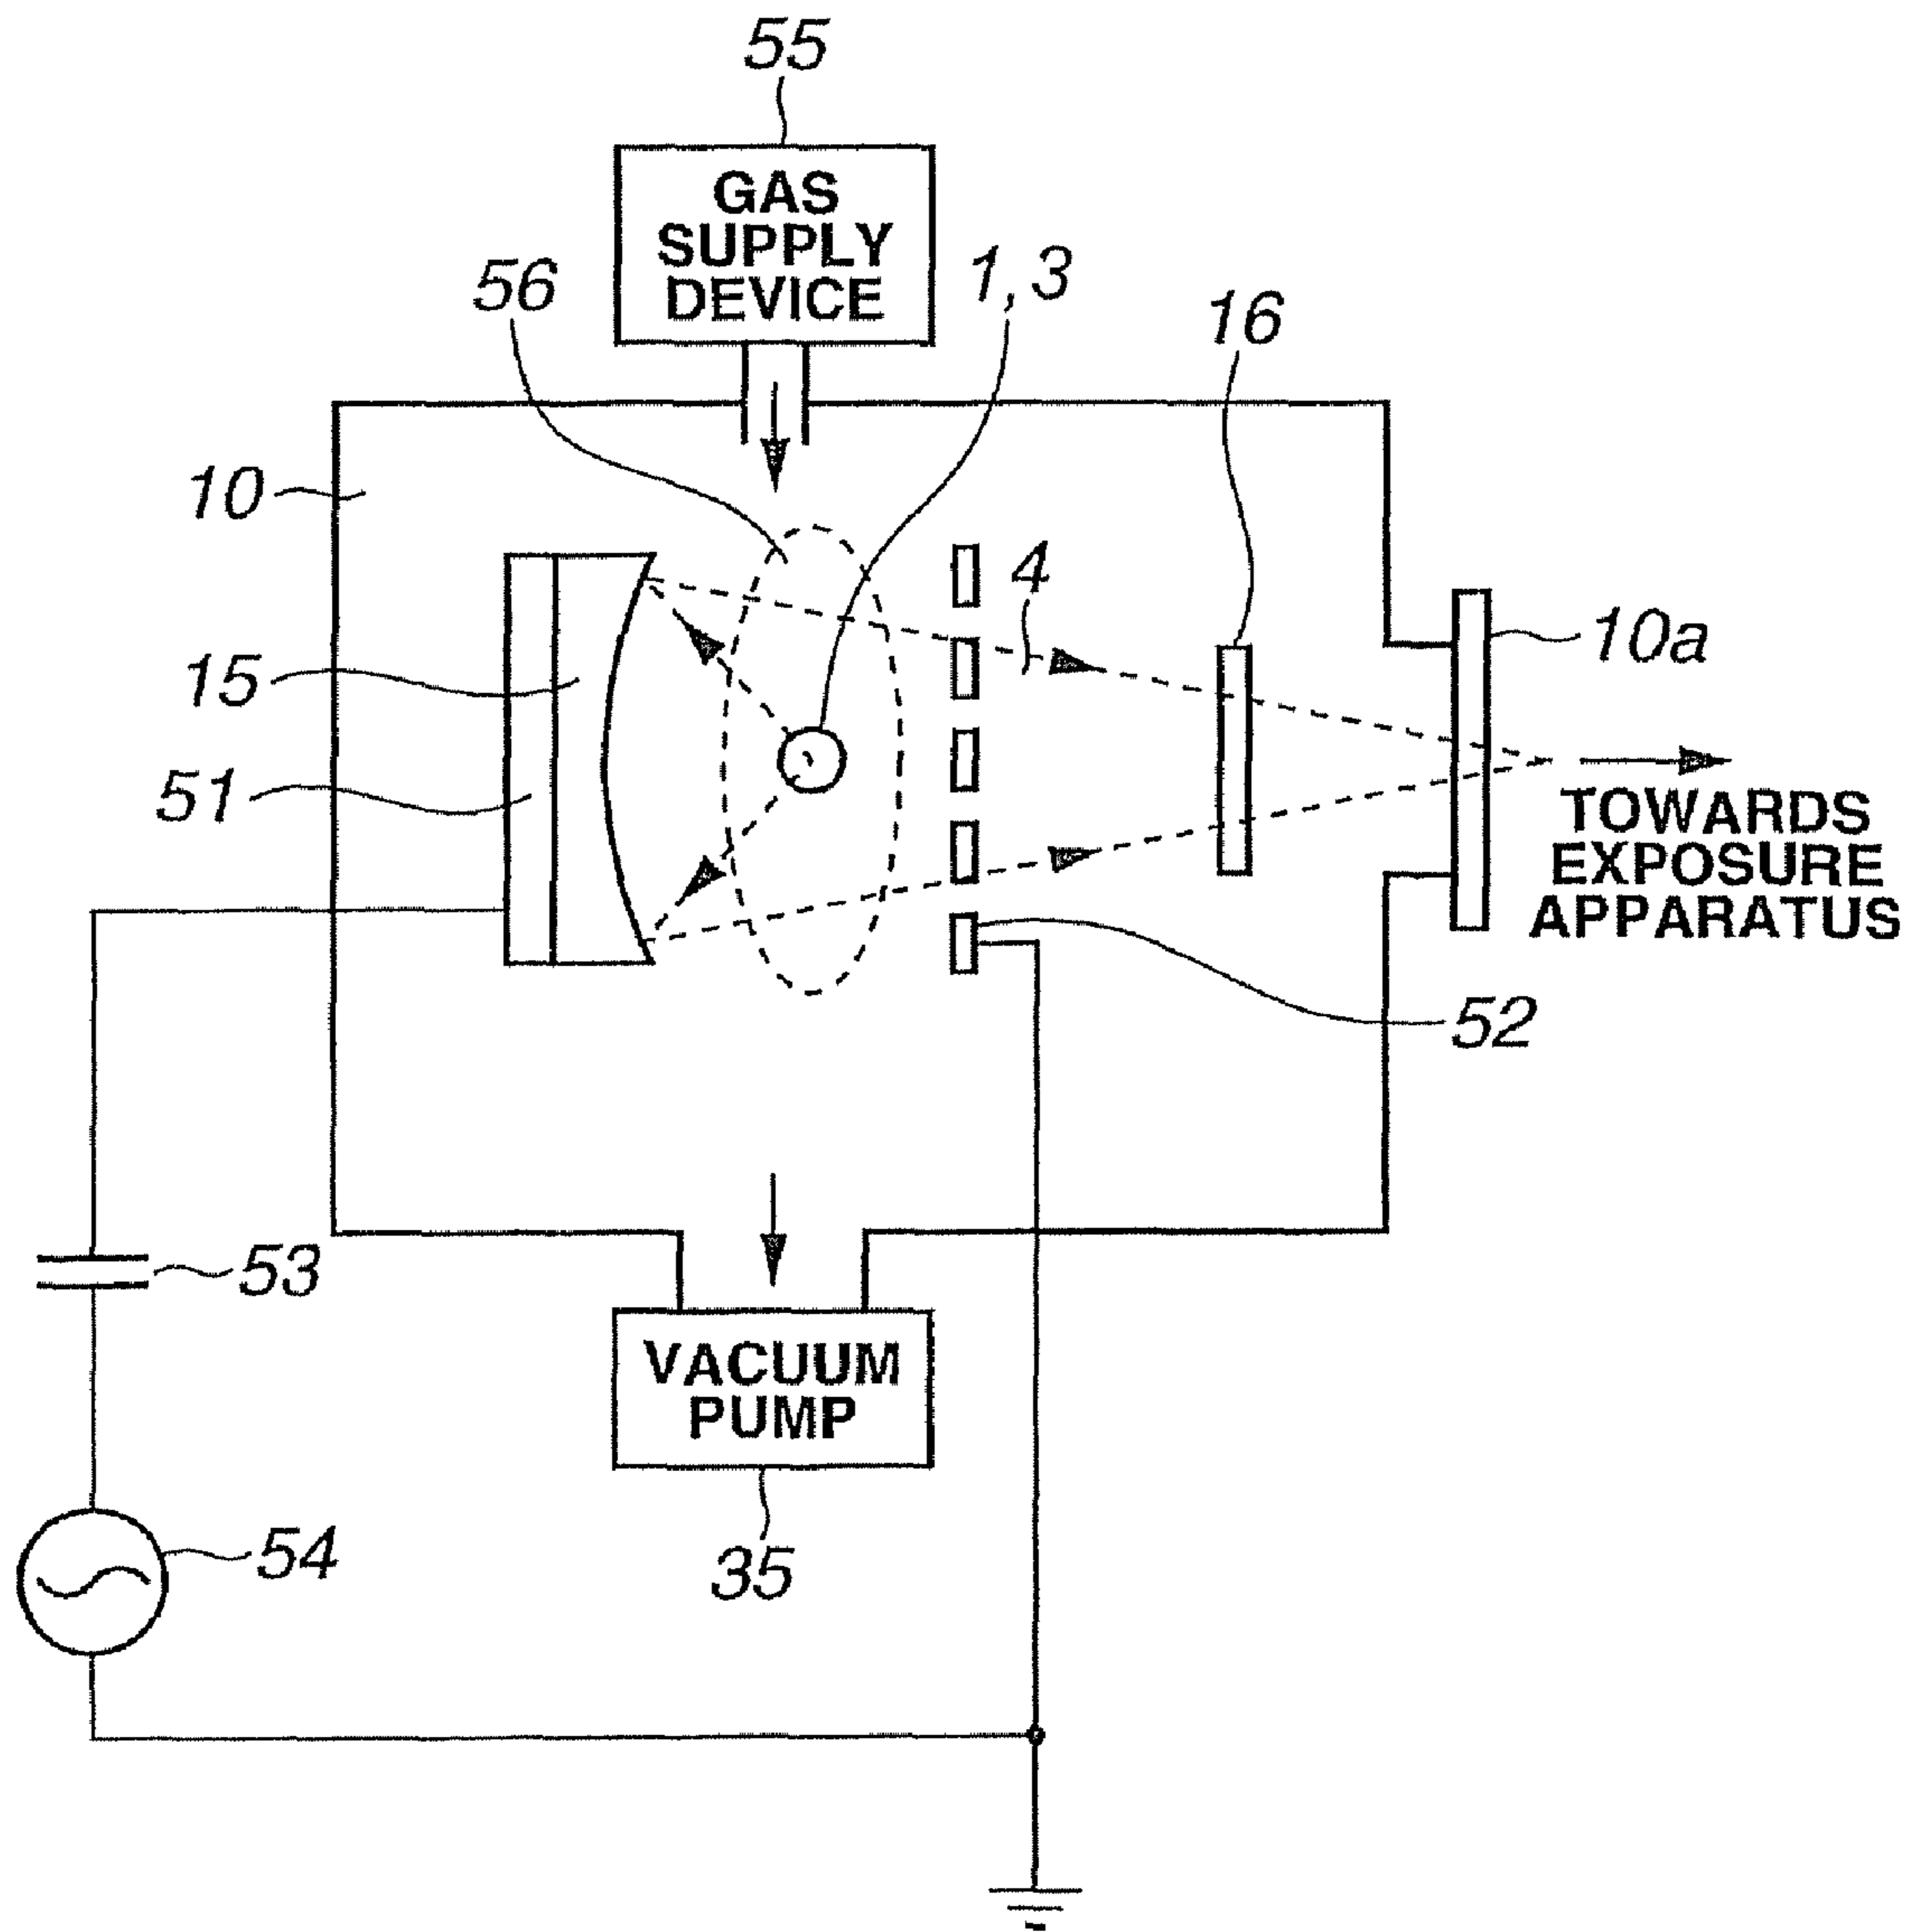 55
GAS
SUPPLY
DEVICE
56
1, 3
16
10
4
10a
15
51
TOWARDS
EXPOSURE
APPARATUS
52
53
VACUUM
PUMP
54
35